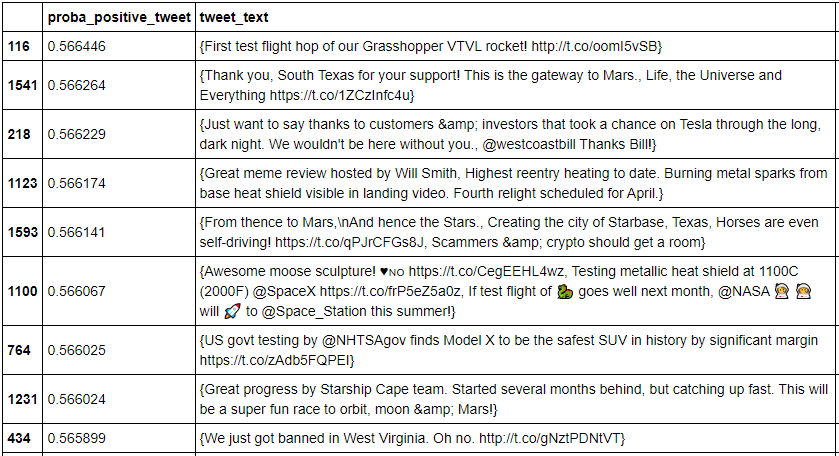 proba_positive_tweet tweet_text
116 0.566446 {First test flight hop of our Grasshopper VTVL rocket! http://t.co/oomI5vSB}
{Thank you, South Texas for your support! This is the gateway to Mars., Life, the Universe and
1541 0.566264
Everything https://t.co/1ZCzInfc4u}
{Just want to say thanks to customers &amp; investors that took a chance on Tesla through the long,
218 0.566229
dark night. We wouldn't be here without you., @westcoastbill Thanks Bill!}
{Great meme review hosted by Will Smith, Highest reentry heating to date. Burning metal sparks from
1123 0.566174
base heat shield visible in landing video. Fourth relight scheduled for April.}
{From thence to Mars,\nAnd hence the Stars., Creating the city of Starbase, Texas, Horses are even
1593 0.566141
self-driving! https://t.co/qPJrCFGs8J, Scammers &amp; crypto should get a room}
{Awesome moose sculpture! ♥ɴᴏ https://t.co/CegEEHL4wz, Testing metallic heat shield at 1100C
1100 0.566067 (2000F) @SpaceX https://t.co/frP5eZ5a0z, If test flight of 🐉 goes well next month, @NASA 👨‍🚀 👨‍🚀
will 🚀 to @Space_Station this summer!}
{US govt testing by @NHTSAgov finds Model X to be the safest SUV in history by significant margin
764 0.566025
https://t.co/zAdb5FQPEI}
{Great progress by Starship Cape team. Started several months behind, but catching up fast. This will
1231 0.566024
be a super fun race to orbit, moon &amp; Mars!}
434 0.565899 {We just got banned in West Virginia. Oh no. http://t.co/gNztPDNtVT}